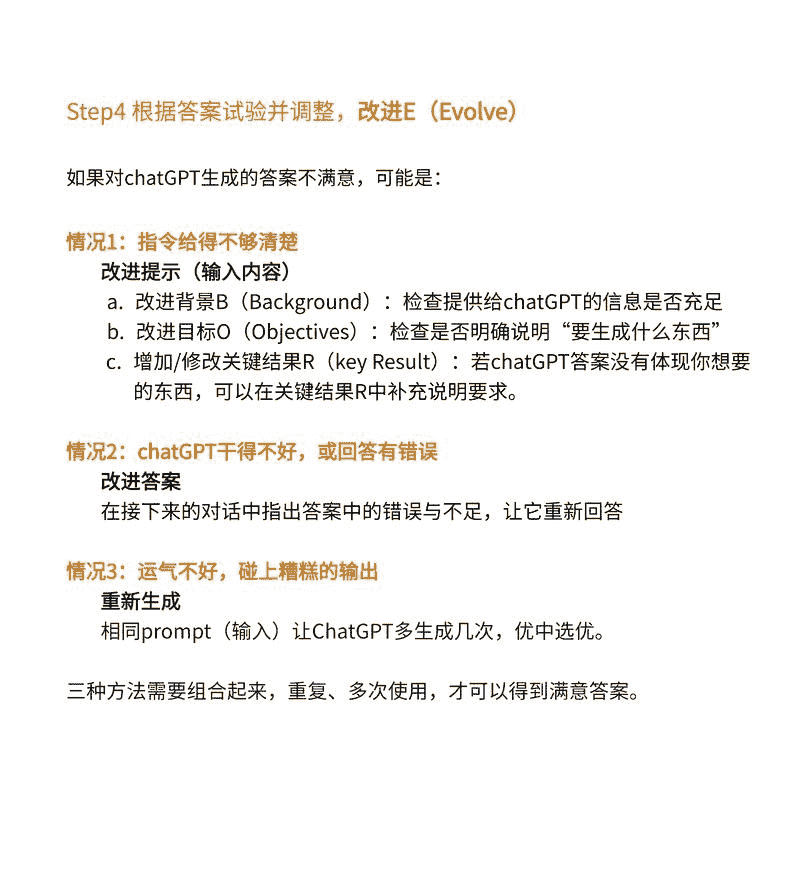 Step4 根据答案试验并调整，改进E（Evolve）
如果对chatGPT生成的答案不满意，可能是：
情况1：指令给得不够清楚
改进提示（输入内容）
a. 改进背景B（Background）：检查提供给chatGPT的信息是否充足
b. 改进目标O（Objectives）：检查是否明确说明“要生成什么东西”
c. 增加/修改关键结果R（key Result）：若chatGPT答案没有体现你想要
的东西，可以在关键结果R中补充说明要求。
情况2：chatGPT干得不好，或回答有错误
改进答案
在接下来的对话中指出答案中的错误与不足，让它重新回答
情况3：运气不好，碰上糟糕的输出
重新生成
相同prompt（输入）让ChatGPT多生成几次，优中选优。
三种方法需要组合起来，重复、多次使用，才可以得到满意答案。